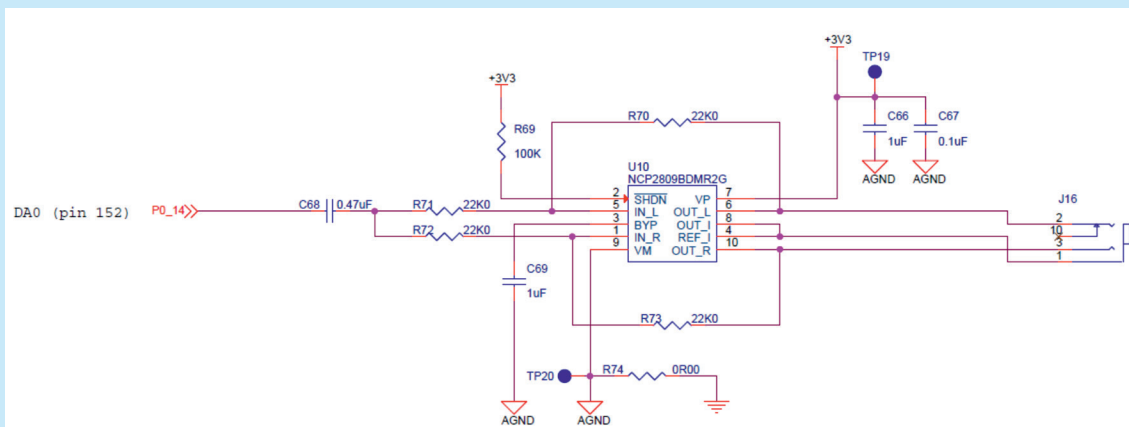 +3V3
TP19
+3V3
R70 22K0
C66 C67
R69
1uF 0.1uF
100K
U10
NCP2809BDMR2G
AGND AGND
2 SHDN VP 7
J16
C68 0.47uF R71 22K0 5 IN_L OUT_L 6
DA0 (pin 152) P0_14
3 BYP OUT_I 8 2
R72 22K0 1 IN_R REF_I 4 10
9 VM OUT_R 10 3
1
C69
1uF
R73 22K0
TP20 R74 0R00
AGND AGND